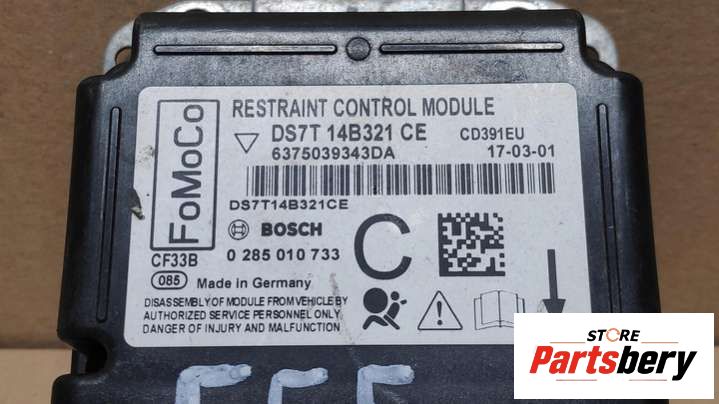 FoMoCo
RESTRAINT CONTROL MODULE
DS7T 14B321 CE CD391EU
6375039343DA 17-03-01
DS7T14B321CE
BOSCH
0 285 010 733
C
CF33B
085
Made in Germany
DISASSEMBLY OF MODULE FROM VEHICLE BY
AUTHORIZED SERVICE PERSONNEL ONLY.
DANGER OF INJURY AND MALFUNCTION
STORE
Partsbery